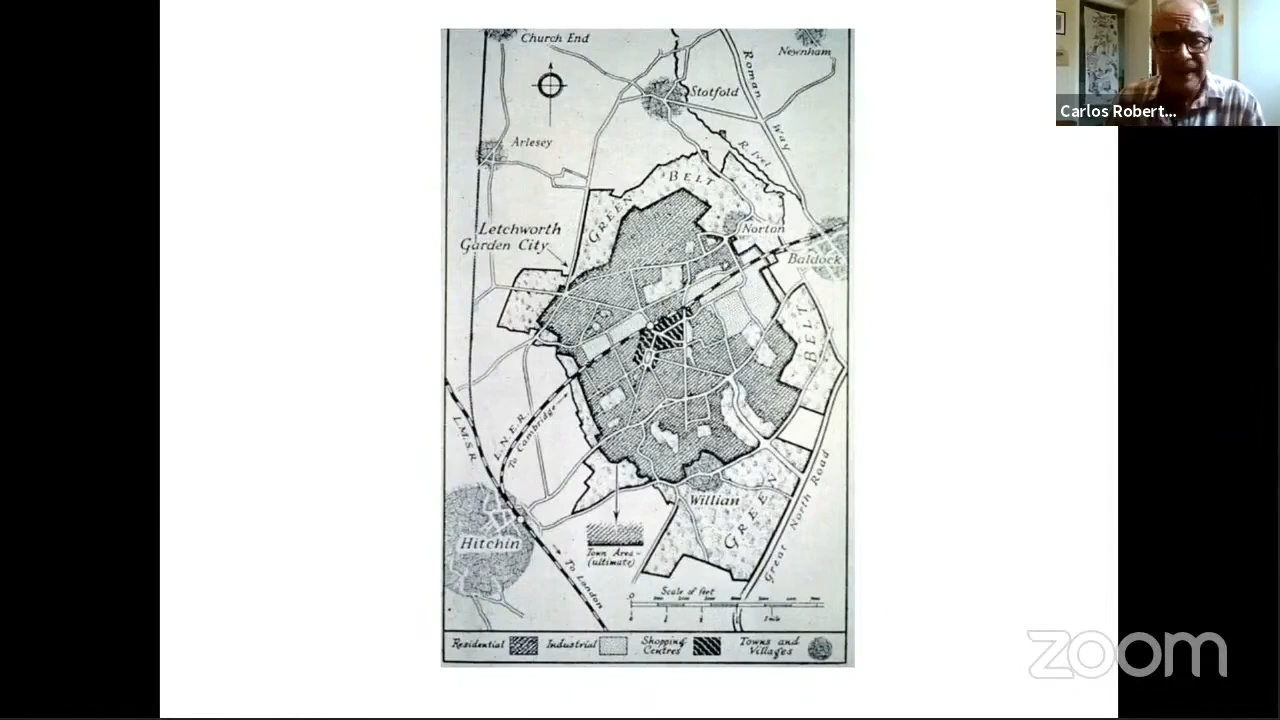 Church End
Newnham
Stotfold
Roman Way
Arlesey
R. Ivel
GREEN BELT
Letchworth
Garden City
Norton
Baldock
BELT
L.M.S.R.
L.N.E.R.
To Cambridge
Willian
GREEN
Great North Road
Hitchin
Town Area -
(ultimate)
To London
Scale of feet
0
1 mile
Residential
Industrial
Shopping
Centres
Towns and
Villages
Carlos Robert...
zoom